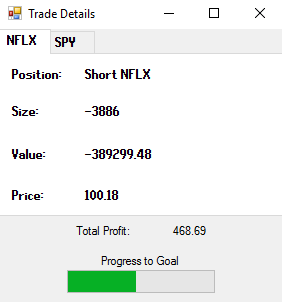 Trade Details
NFLX SPY
Position: Short NFLX
Size: -3886
Value: -389299.48
Price: 100.18
Total Profit: 468.69
Progress to Goal